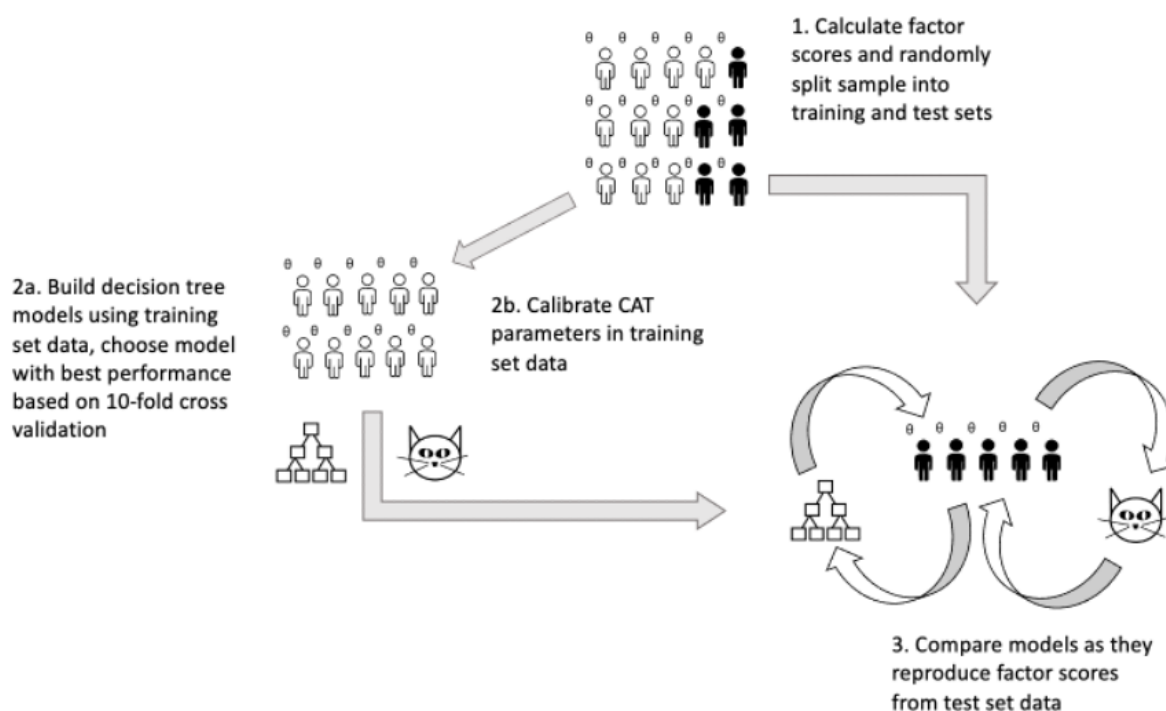 θ θ θ θ θ
1. Calculate factor
scores and randomly
split sample into
training and test sets
θ θ θ θ θ
θ θ θ θ θ
2a. Build decision tree
models using training
set data, choose model
with best performance
based on 10-fold cross
validation
θ θ θ θ θ
θ θ θ θ θ
2b. Calibrate CAT
parameters in training
set data
θ θ θ θ θ
3. Compare models as they
reproduce factor scores
from test set data